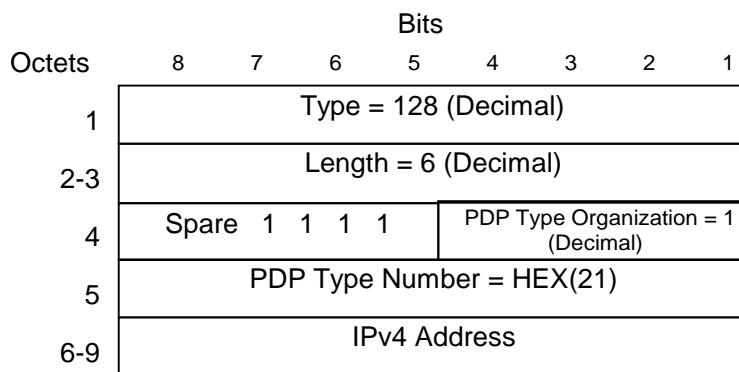 Bits
Octets 8 7 6 5 4 3 2 1
1 Type = 128 (Decimal)
2-3 Length = 6 (Decimal)
4 Spare 1 1 1 1 PDP Type Organization = 1
(Decimal)
5 PDP Type Number = HEX(21)
6-9 IPv4 Address